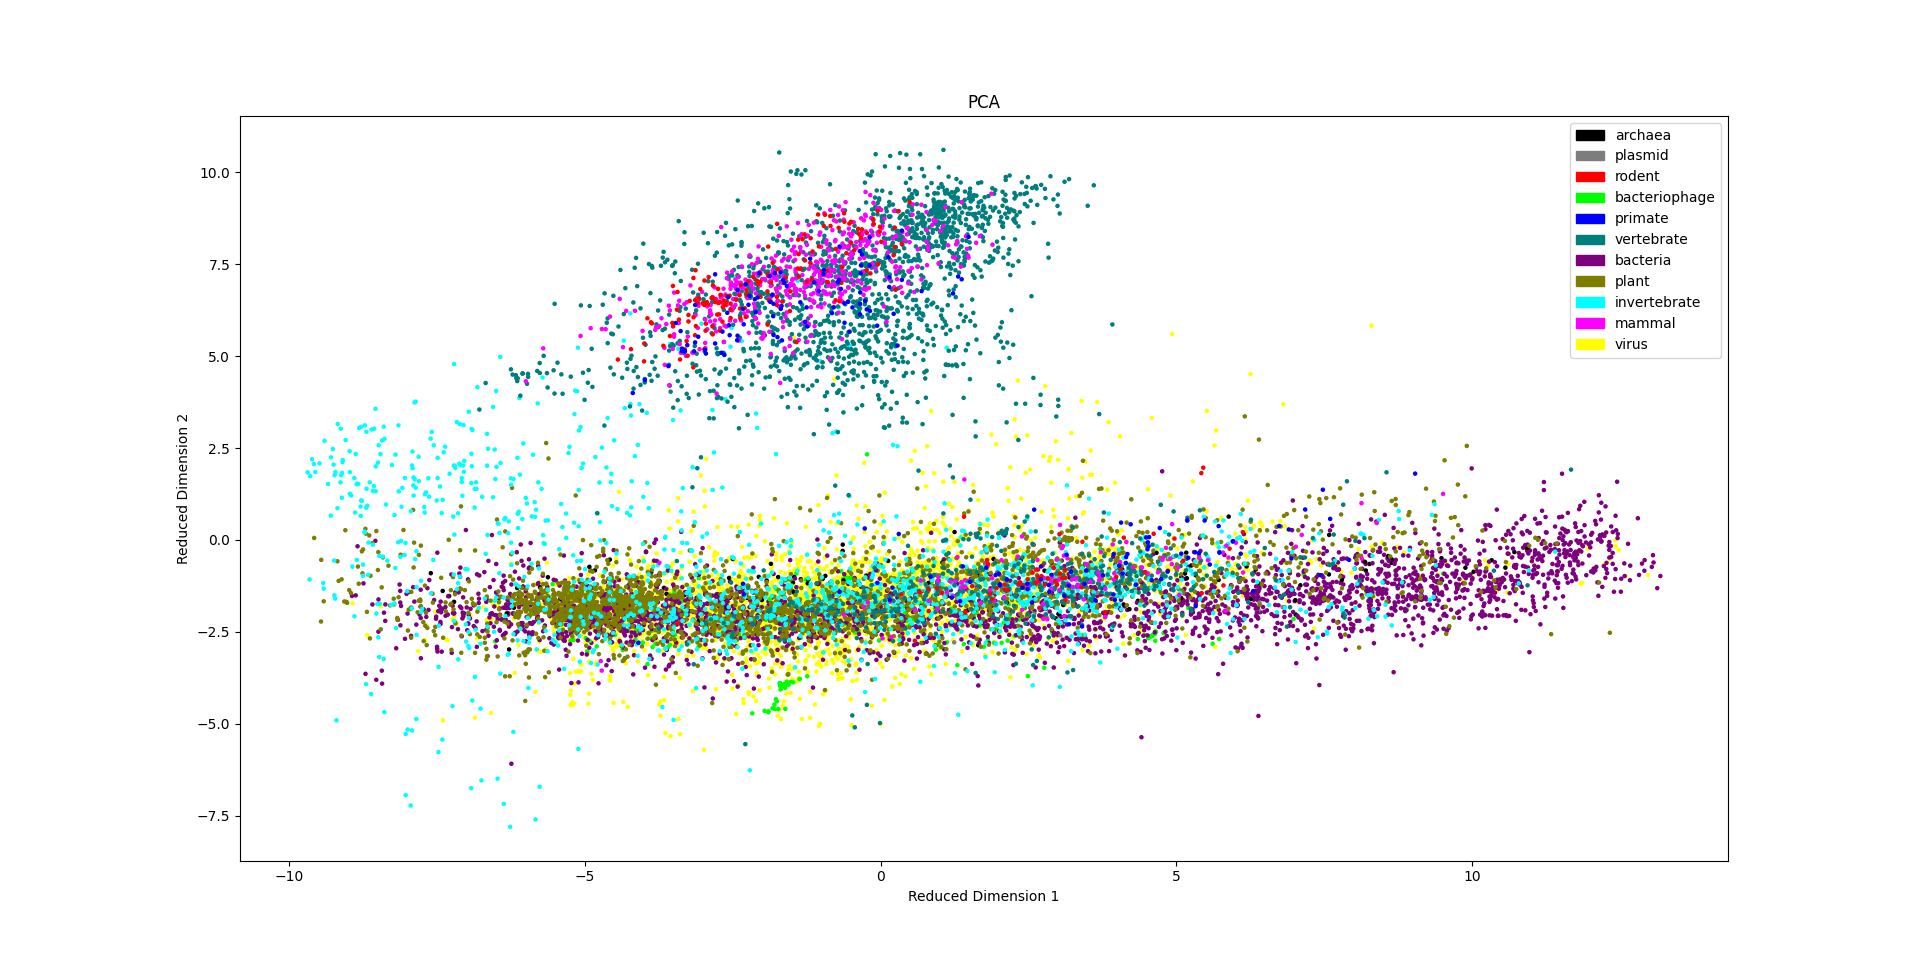 PCA
archaea
plasmid
rodent
bacteriophage
primate
vertebrate
bacteria
plant
invertebrate
mammal
virus
10.0
7.5
5.0
2.5
0.0
−2.5
−5.0
−7.5
Reduced Dimension 2
−10
−5
0
5
10
Reduced Dimension 1